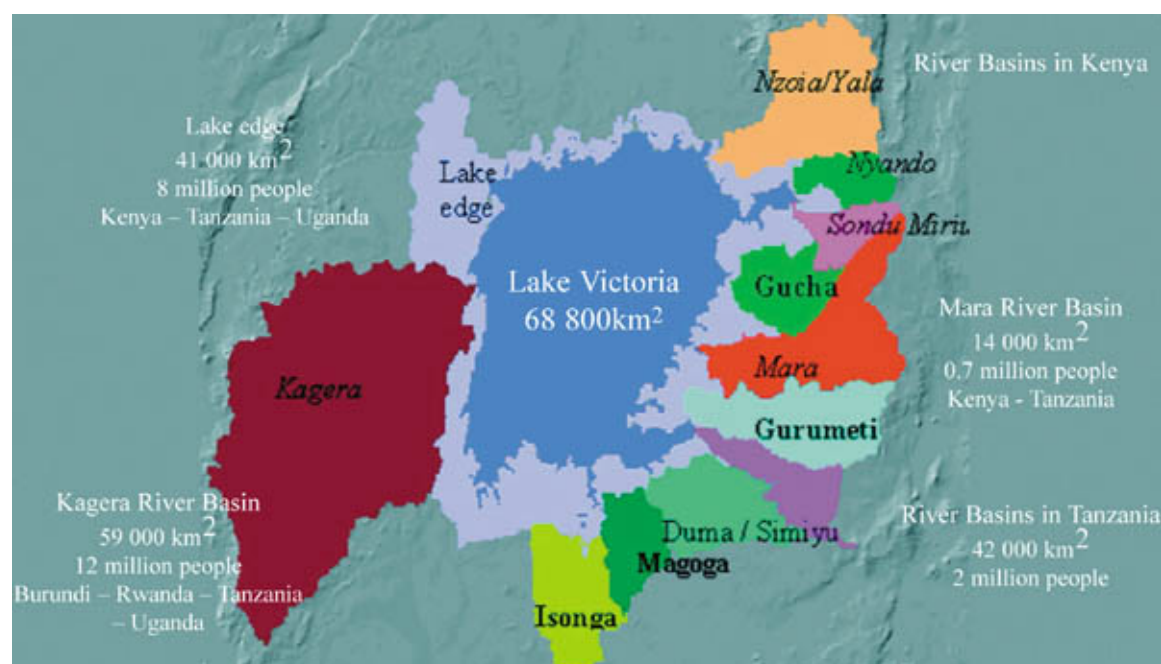 River Basins in Kenya
Nzoia/Yala
Lake edge
41 000 km2
8 million people
Kenya – Tanzania – Uganda
Lake
edge
Nyando
Sondu Miriu
Lake Victoria
68 800km2
Gucha
Mara River Basin
14 000 km2
0.7 million people
Kenya - Tanzania
Mara
Kagera
Gurumeti
Kagera River Basin
59 000 km2
12 million people
Burundi – Rwanda – Tanzania
– Uganda
River Basins in Tanzania
42 000 km2
2 million people
Duma / Simiyu
Magoga
Isonga